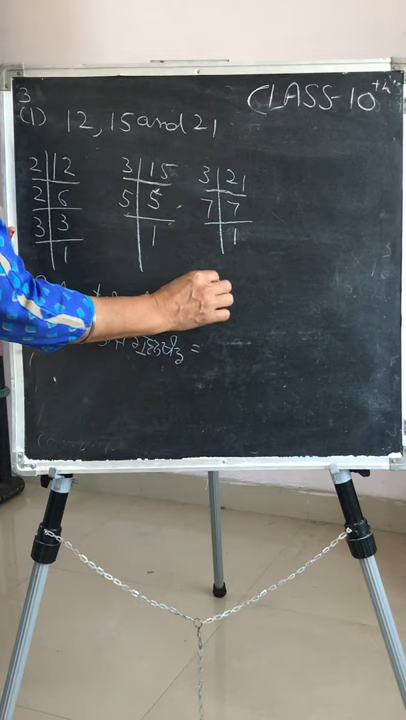 3
(1) 12, 15 and 21
CLASS-10th
2|12 3|15 3|21
2|6 5|5 7|7
3|3 1 1
1
=